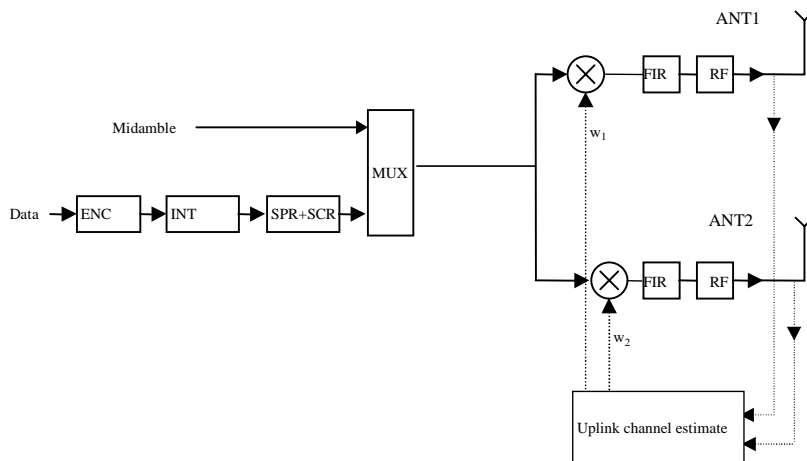 ANT1
FIR
RF
Midamble
w1
MUX
Data
ENC
INT
SPR+SCR
ANT2
FIR
RF
w2
Uplink channel estimate